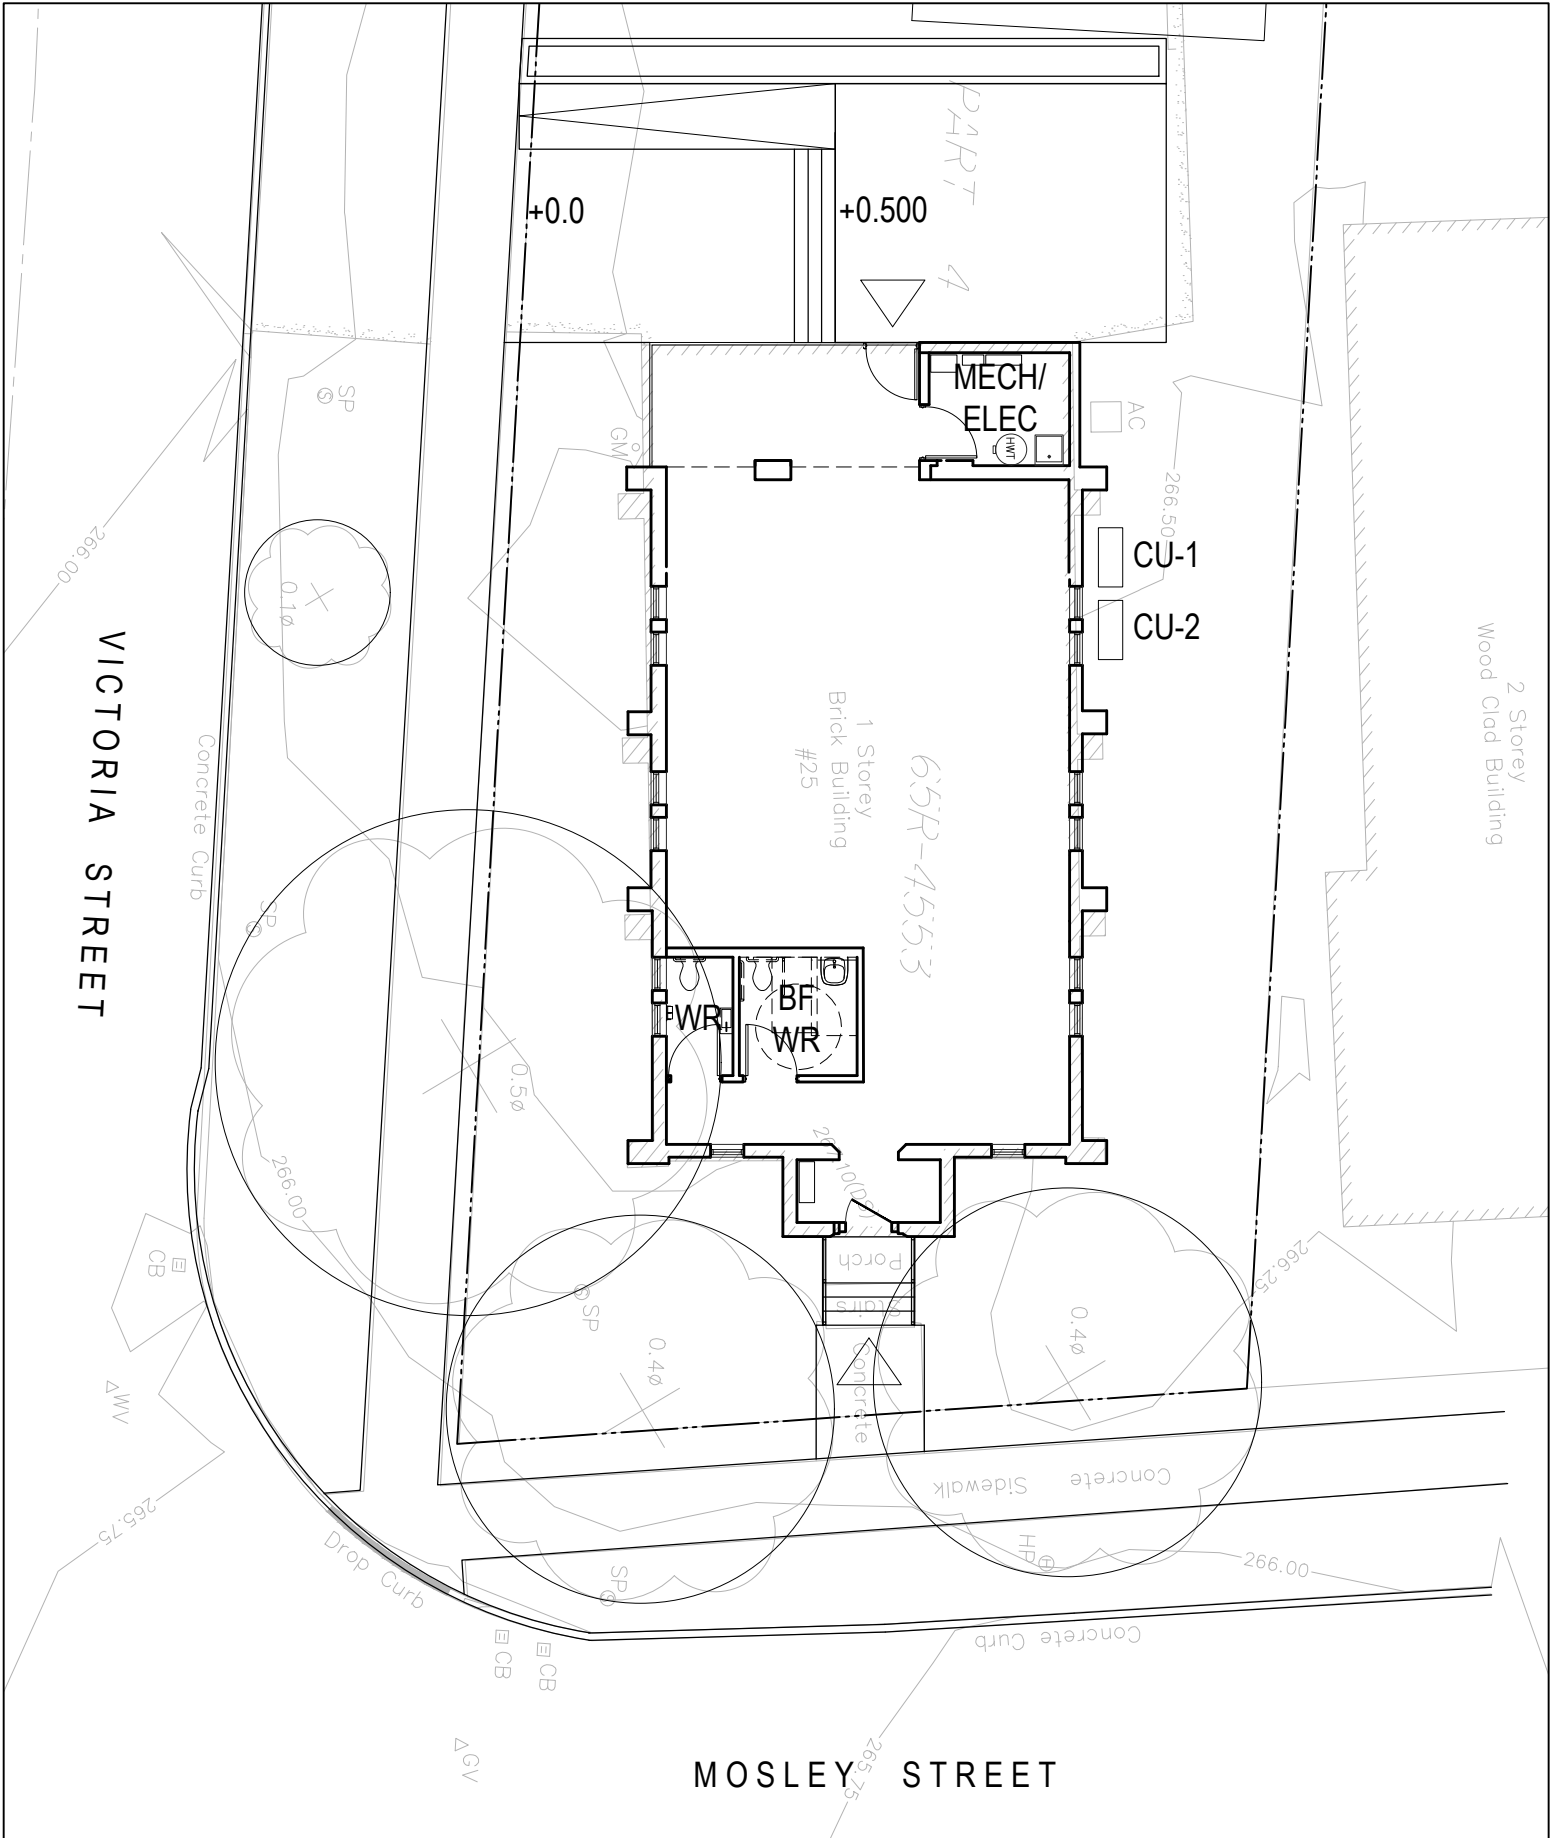 PART 4
P1
+0.0
+0.500
MECH/
ELEC
HWT
AC
SP
GM
266.50
CU-1
CU-2
266.00
0.1ø
VICTORIA STREET
Concrete Curb
1 Storey
Brick Building
#25
65R-4553
2 Storey
Wood Clad Building
SP
WR
BF
WR
0.5ø
266.00
CB
WV
Porch
Stairs
Concrete
SP
0.4ø
0.4ø
266.25
Concrete Sidewalk
265.75
Drop Curb
SP
HP
266.00
Concrete Curb
CB
CB
GV
265.75
MOSLEY STREET